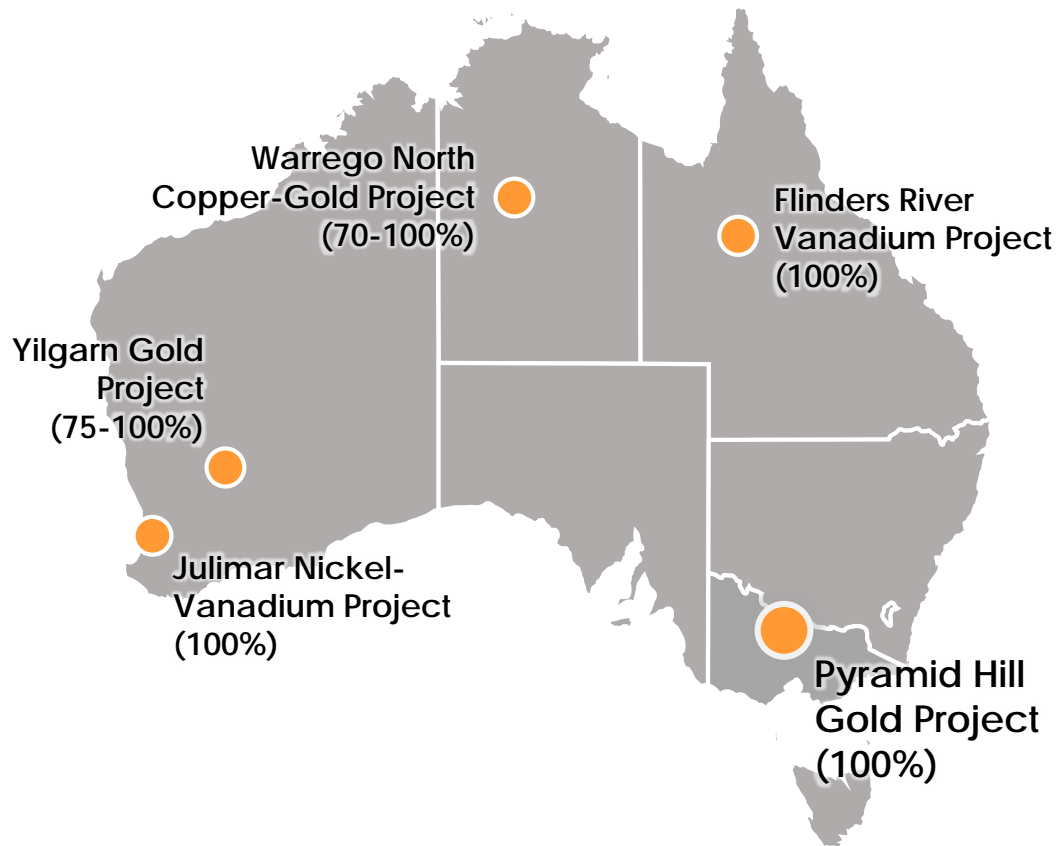 Warrego North
Copper-Gold Project
(70-100%)
Flinders River
Vanadium Project
(100%)
Yilgarn Gold
Project
(75-100%)
Julimar Nickel-
Vanadium Project
(100%)
Pyramid Hill
Gold Project
(100%)